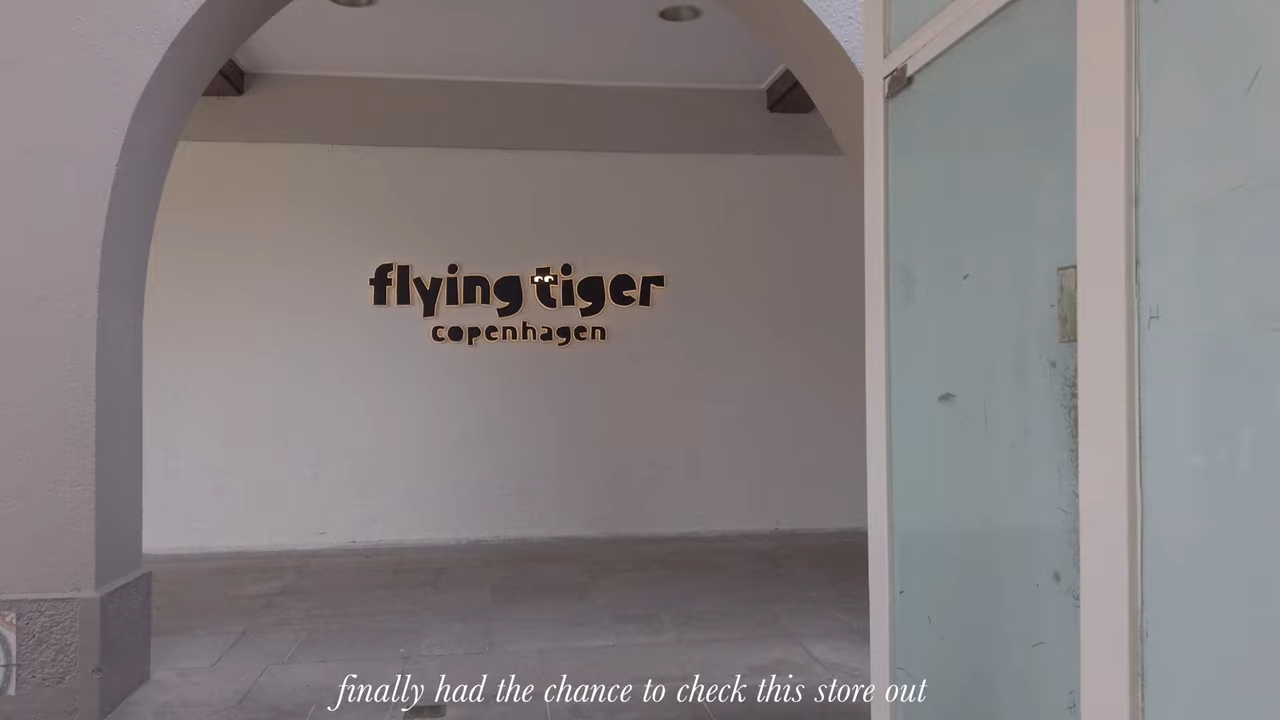 flying tiger
copenhagen
finally had the chance to check this store out